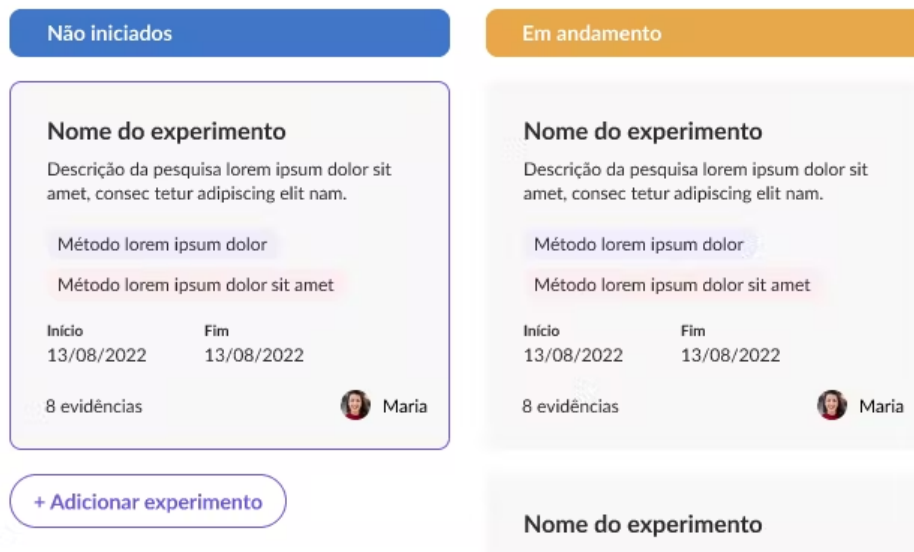 Não iniciados
Nome do experimento
Descrição da pesquisa lorem ipsum dolor sit
amet, consec tetur adipiscing elit nam.
Método lorem ipsum dolor
Método lorem ipsum dolor sit amet
Início Fim
13/08/2022 13/08/2022
8 evidências Maria
+ Adicionar experimento
Em andamento
Nome do experimento
Descrição da pesquisa lorem ipsum dolor sit
amet, consec tetur adipiscing elit nam.
Método lorem ipsum dolor
Método lorem ipsum dolor sit amet
Início Fim
13/08/2022 13/08/2022
8 evidências Maria
Nome do experimento